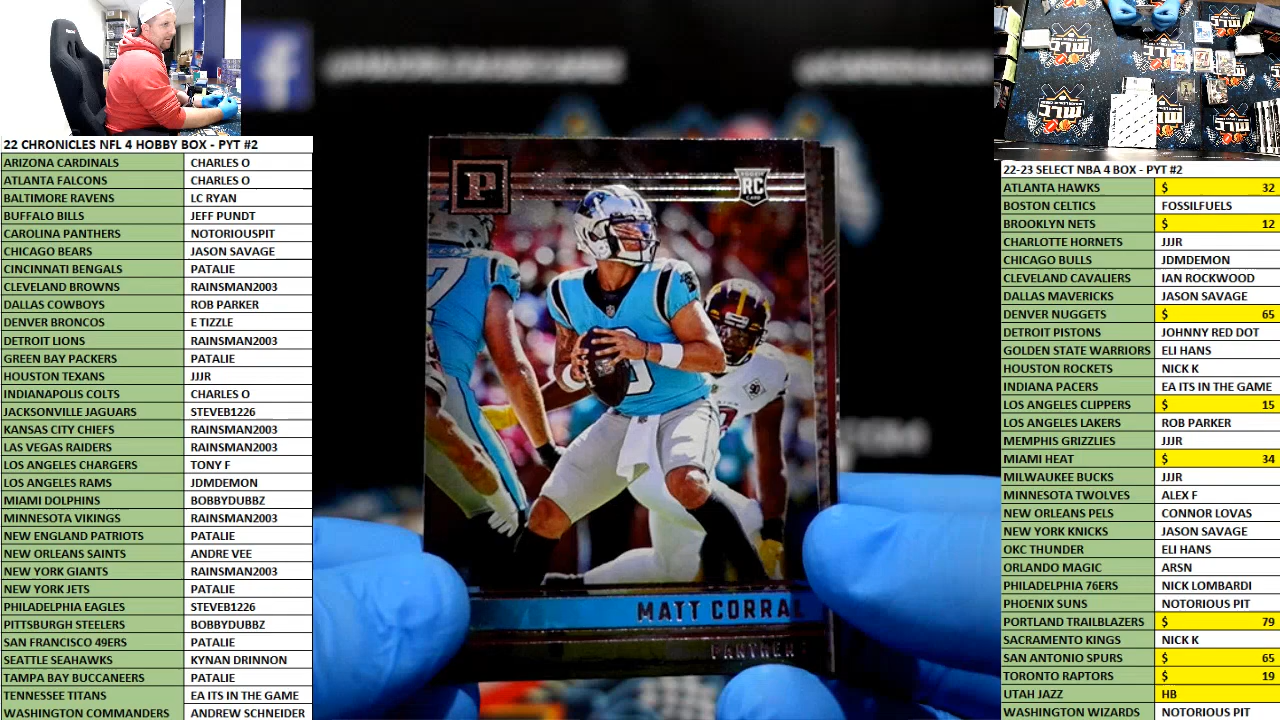 22 CHRONICLES NFL 4 HOBBY BOX - PYT #2
ARIZONA CARDINALS CHARLES O
ATLANTA FALCONS CHARLES O
BALTIMORE RAVENS LC RYAN
BUFFALO BILLS JEFF PUNDT
CAROLINA PANTHERS NOTORIOUSPIT
CHICAGO BEARS JASON SAVAGE
CINCINNATI BENGALS PATALIE
CLEVELAND BROWNS RAINSMAN2003
DALLAS COWBOYS ROB PARKER
DENVER BRONCOS E TIZZLE
DETROIT LIONS RAINSMAN2003
GREEN BAY PACKERS PATALIE
HOUSTON TEXANS JJJR
INDIANAPOLIS COLTS CHARLES O
JACKSONVILLE JAGUARS STEVEB1226
KANSAS CITY CHIEFS RAINSMAN2003
LAS VEGAS RAIDERS RAINSMAN2003
LOS ANGELES CHARGERS TONY F
LOS ANGELES RAMS JDMDEMON
MIAMI DOLPHINS BOBBYDUBBZ
MINNESOTA VIKINGS RAINSMAN2003
NEW ENGLAND PATRIOTS PATALIE
NEW ORLEANS SAINTS ANDRE VEE
NEW YORK GIANTS RAINSMAN2003
NEW YORK JETS PATALIE
PHILADELPHIA EAGLES STEVEB1226
PITTSBURGH STEELERS BOBBYDUBBZ
SAN FRANCISCO 49ERS PATALIE
SEATTLE SEAHAWKS KYNAN DRINNON
TAMPA BAY BUCCANEERS PATALIE
TENNESSEE TITANS EA ITS IN THE GAME
WASHINGTON COMMANDERS ANDREW SCHNEIDER
P
ROOKIE
RC
CARD
MATT CORRAL
PANTHERS
22-23 SELECT NBA 4 BOX - PYT #2
ATLANTA HAWKS $ 32
BOSTON CELTICS FOSSILFUELS
BROOKLYN NETS $ 12
CHARLOTTE HORNETS JJJR
CHICAGO BULLS JDMDEMON
CLEVELAND CAVALIERS IAN ROCKWOOD
DALLAS MAVERICKS JASON SAVAGE
DENVER NUGGETS $ 65
DETROIT PISTONS JOHNNY RED DOT
GOLDEN STATE WARRIORS ELI HANS
HOUSTON ROCKETS NICK K
INDIANA PACERS EA ITS IN THE GAME
LOS ANGELES CLIPPERS $ 15
LOS ANGELES LAKERS ROB PARKER
MEMPHIS GRIZZLIES JJJR
MIAMI HEAT $ 34
MILWAUKEE BUCKS JJJR
MINNESOTA TWOLVES ALEX F
NEW ORLEANS PELS CONNOR LOVAS
NEW YORK KNICKS JASON SAVAGE
OKC THUNDER ELI HANS
ORLANDO MAGIC ARSN
PHILADELPHIA 76ERS NICK LOMBARDI
PHOENIX SUNS NOTORIOUS PIT
PORTLAND TRAILBLAZERS $ 79
SACRAMENTO KINGS NICK K
SAN ANTONIO SPURS $ 65
TORONTO RAPTORS $ 19
UTAH JAZZ HB
WASHINGTON WIZARDS NOTORIOUS PIT